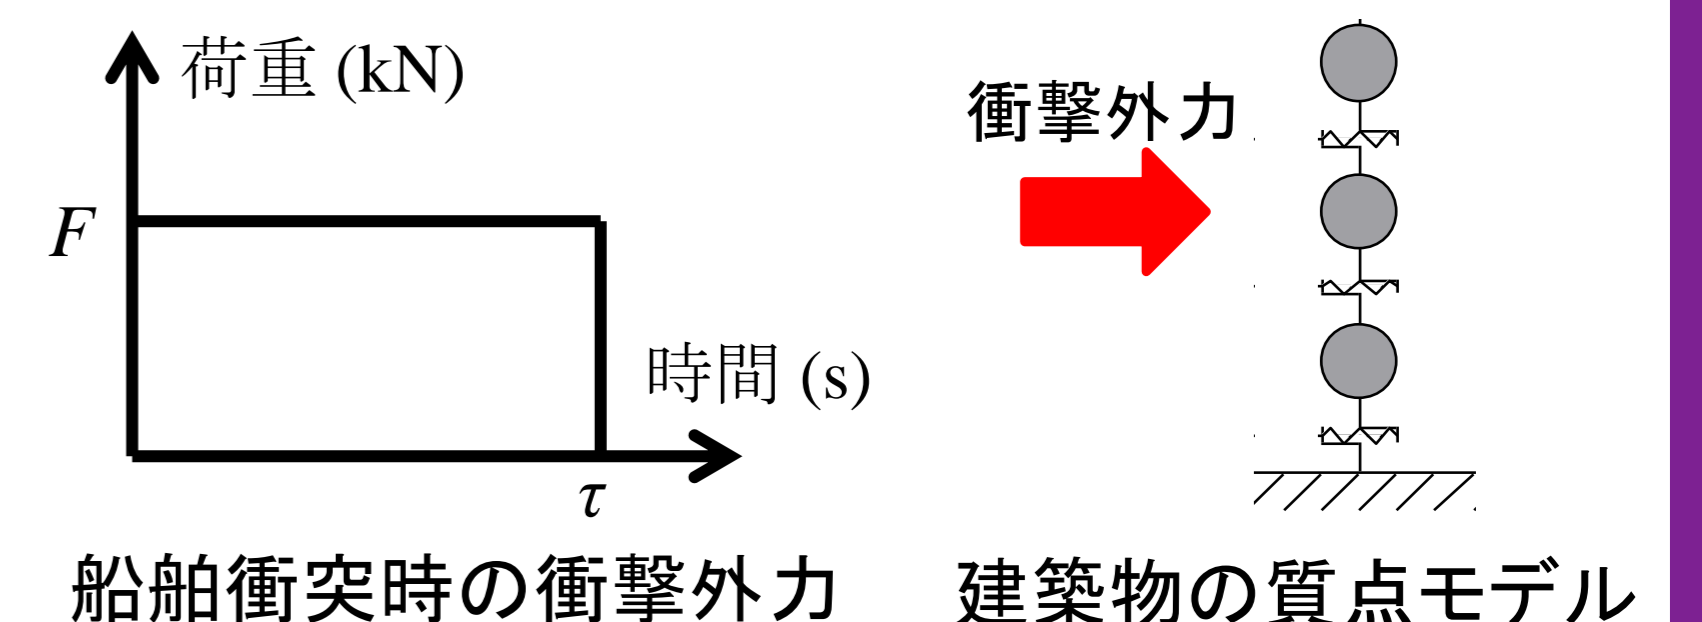 荷重 (kN)
F
時間 (s)
τ
船舶衝突時の衝撃外力
衝撃外力
建築物の質点モデル